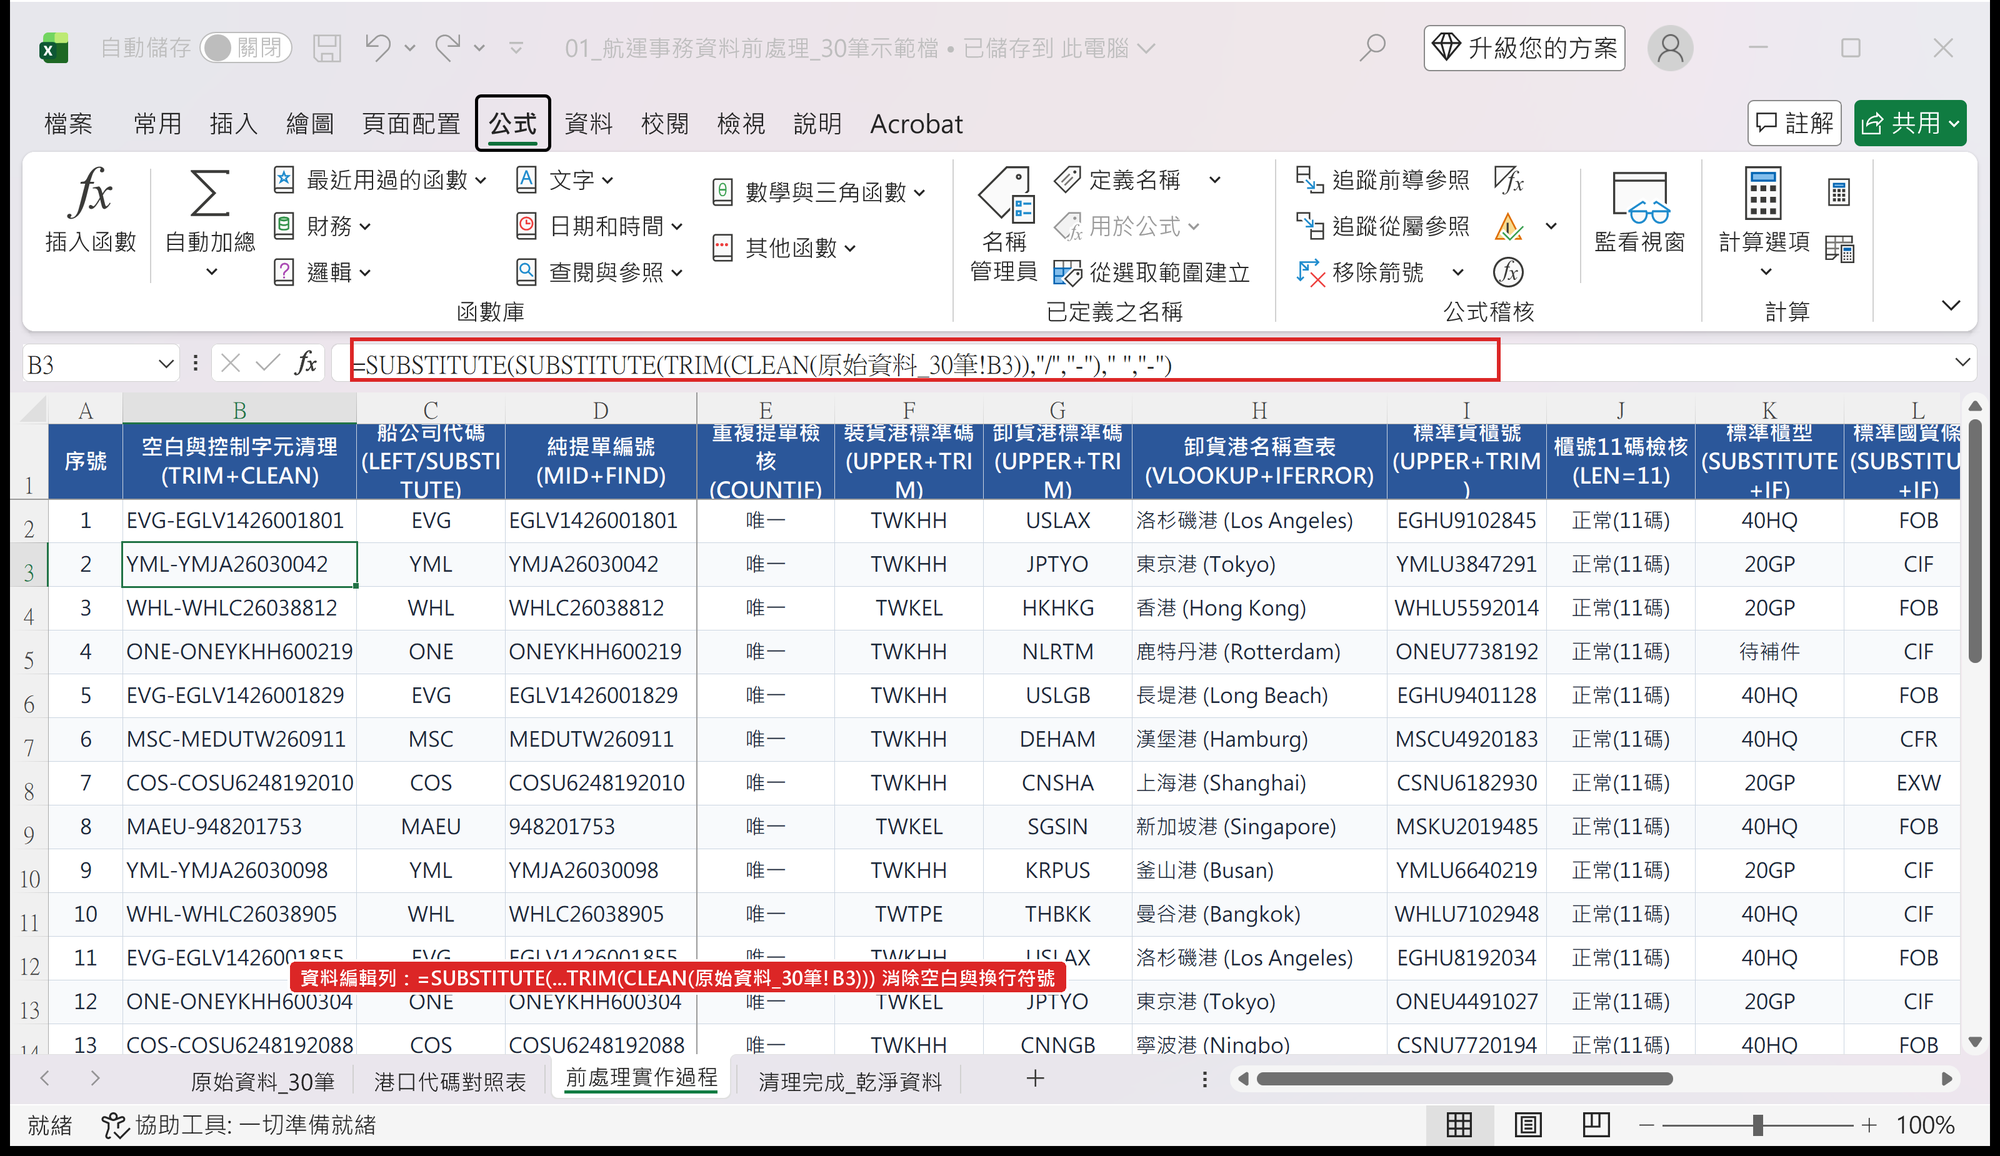 自動儲存 關閉 01_航運事務資料前處理_30筆示範檔 • 已儲存到 此電腦 升級您的方案
檔案 常用 插入 繪圖 頁面配置 公式 資料 校閱 檢視 說明 Acrobat 註解 共用
fx 插入函數
自動加總
最近用過的函數
財務
邏輯
文字
日期和時間
查閱與參照
數學與三角函數
其他函數
函數庫
名稱
管理員
定義名稱
用於公式
從選取範圍建立
已定義之名稱
追蹤前導參照
追蹤從屬參照
移除箭號
公式稽核
監看視窗
計算選項
計算
B3 fx =SUBSTITUTE(SUBSTITUTE(TRIM(CLEAN(原始資料_30筆!B3)),"/","-")," ","-")
A B C D E F G H I J K L
1 序號 空白與控制字元清理 (TRIM+CLEAN) 船公司代碼 (LEFT/SUBSTITUTE) 純提單編號 (MID+FIND) 重複提單檢核 (COUNTIF) 裝貨港標準碼 (UPPER+TRIM) 卸貨港標準碼 (UPPER+TRIM) 卸貨港名稱查表 (VLOOKUP+IFERROR) 標準貨櫃號 (UPPER+TRIM) 櫃號11碼檢核 (LEN=11) 標準櫃型 (SUBSTITUTE+IF) 標準國貿條 (SUBSTITU +IF)
2 1 EVG-EGLV1426001801 EVG EGLV1426001801 唯一 TWKHH USLAX 洛杉磯港 (Los Angeles) EGHU9102845 正常(11碼) 40HQ FOB
3 2 YML-YMJA26030042 YML YMJA26030042 唯一 TWKHH JPTYO 東京港 (Tokyo) YMLU3847291 正常(11碼) 20GP CIF
4 3 WHL-WHLC26038812 WHL WHLC26038812 唯一 TWKEL HKHKG 香港 (Hong Kong) WHLU5592014 正常(11碼) 20GP FOB
5 4 ONE-ONEYKHH600219 ONE ONEYKHH600219 唯一 TWKHH NLRTM 鹿特丹港 (Rotterdam) ONEU7738192 正常(11碼) 待補件 CIF
6 5 EVG-EGLV1426001829 EVG EGLV1426001829 唯一 TWKHH USLGB 長堤港 (Long Beach) EGHU9401128 正常(11碼) 40HQ FOB
7 6 MSC-MEDUTW260911 MSC MEDUTW260911 唯一 TWKHH DEHAM 漢堡港 (Hamburg) MSCU4920183 正常(11碼) 40HQ CFR
8 7 COS-COSU6248192010 COS COSU6248192010 唯一 TWKHH CNSHA 上海港 (Shanghai) CSNU6182930 正常(11碼) 20GP EXW
9 8 MAEU-948201753 MAEU 948201753 唯一 TWKEL SGSIN 新加坡港 (Singapore) MSKU2019485 正常(11碼) 40HQ FOB
10 9 YML-YMJA26030098 YML YMJA26030098 唯一 TWKHH KRPUS 釜山港 (Busan) YMLU6640219 正常(11碼) 20GP CIF
11 10 WHL-WHLC26038905 WHL WHLC26038905 唯一 TWTPE THBKK 曼谷港 (Bangkok) WHLU7102948 正常(11碼) 40HQ CIF
12 11 EVG-EGLV1426001855 EVG EGLV1426001855 唯一 TWKHH USLAX 洛杉磯港 (Los Angeles) EGHU8192034 正常(11碼) 40HQ FOB
資料編輯列：=SUBSTITUTE(...TRIM(CLEAN(原始資料_30筆!B3))) 消除空白與換行符號
13 12 ONE-ONEYKHH600304 ONE ONEYKHH600304 唯一 TWKEL JPTYO 東京港 (Tokyo) ONEU4491027 正常(11碼) 20GP CIF
14 13 COS-COSU6248192088 COS COSU6248192088 唯一 TWKHH CNNGB 寧波港 (Ningbo) CSNU7720194 正常(11碼) 40HQ FOB
原始資料_30筆 港口代碼對照表 前處理實作過程 清理完成_乾淨資料
就緒 協助工具: 一切準備就緒 100%